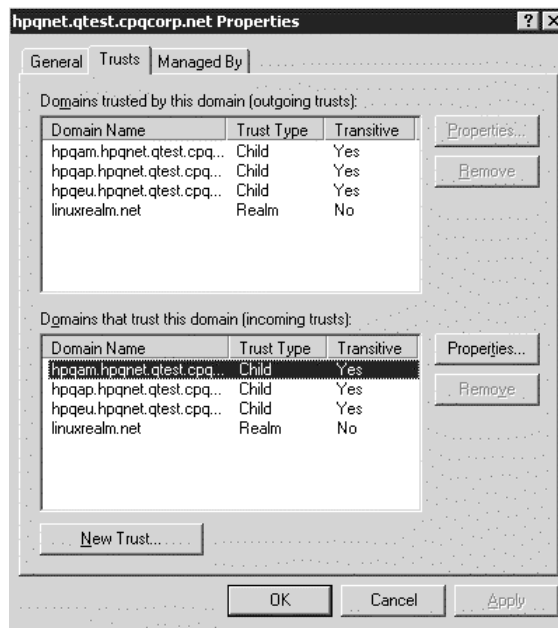 hpqnet.qtest.cpqcorp.net Properties
General Trusts Managed By
Domains trusted by this domain (outgoing trusts):
Domain Name Trust Type Transitive
hpqam.hpqnet.qtest.cpq... Child Yes
hpqap.hpqnet.qtest.cpq... Child Yes
hpqeu.hpqnet.qtest.cpq... Child Yes
linuxrealm.net Realm No
Properties...
Remove
Domains that trust this domain (incoming trusts):
Domain Name Trust Type Transitive
hpqam.hpqnet.qtest.cpq... Child Yes
hpqap.hpqnet.qtest.cpq... Child Yes
hpqeu.hpqnet.qtest.cpq... Child Yes
linuxrealm.net Realm No
Properties...
Remove
New Trust...
OK Cancel Apply